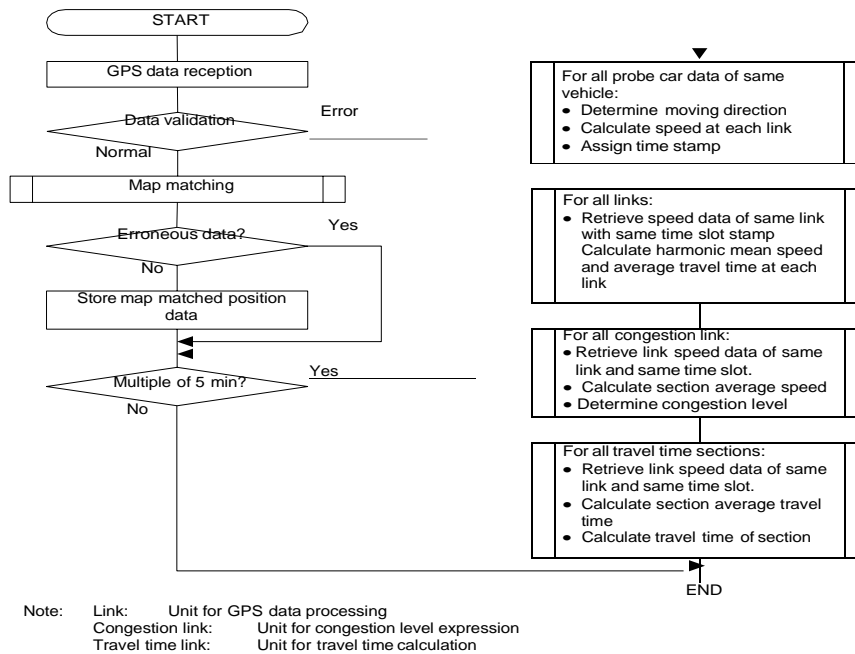 START
GPS data reception
Data validation
Error
Normal
Map matching
Erroneous data?
Yes
No
Store map matched position
data
Multiple of 5 min?
Yes
No
For all probe car data of same
vehicle:
• Determine moving direction
• Calculate speed at each link
• Assign time stamp
For all links:
• Retrieve speed data of same link
with same time slot stamp
Calculate harmonic mean speed
and average travel time at each
link
For all congestion link:
• Retrieve link speed data of same
link and same time slot.
• Calculate section average speed
• Determine congestion level
For all travel time sections:
• Retrieve link speed data of same
link and same time slot.
• Calculate section average travel
time
• Calculate travel time of section
END
Note: Link: Unit for GPS data processing
Congestion link: Unit for congestion level expression
Travel time link: Unit for travel time calculation